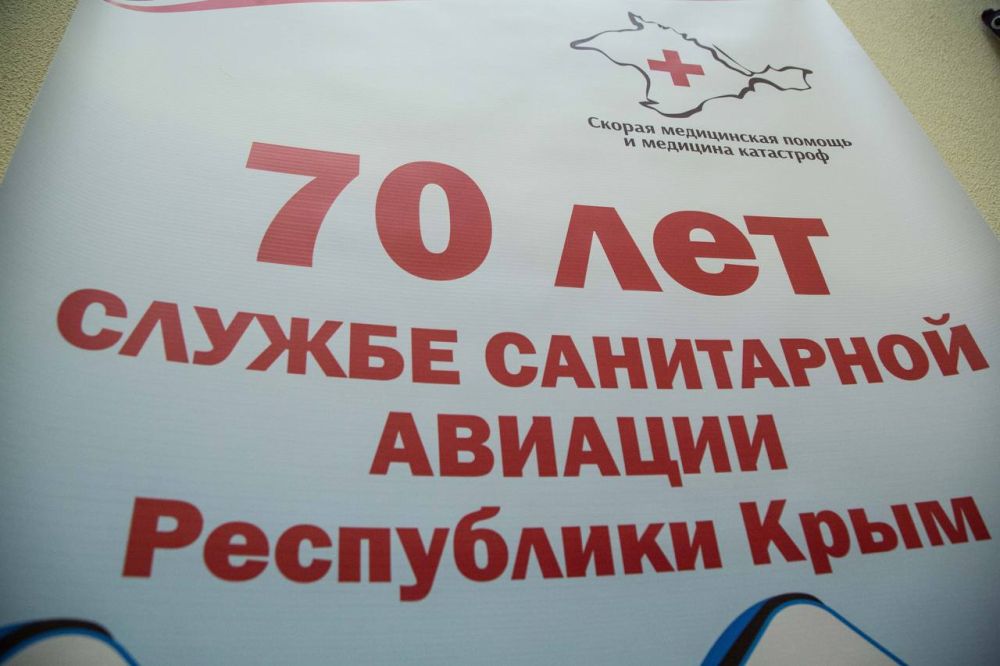 Скорая медицинская помощь
и медицина катастроф
70 лет
СЛУЖБЕ САНИТАРНОЙ
АВИАЦИИ
Республики Крым